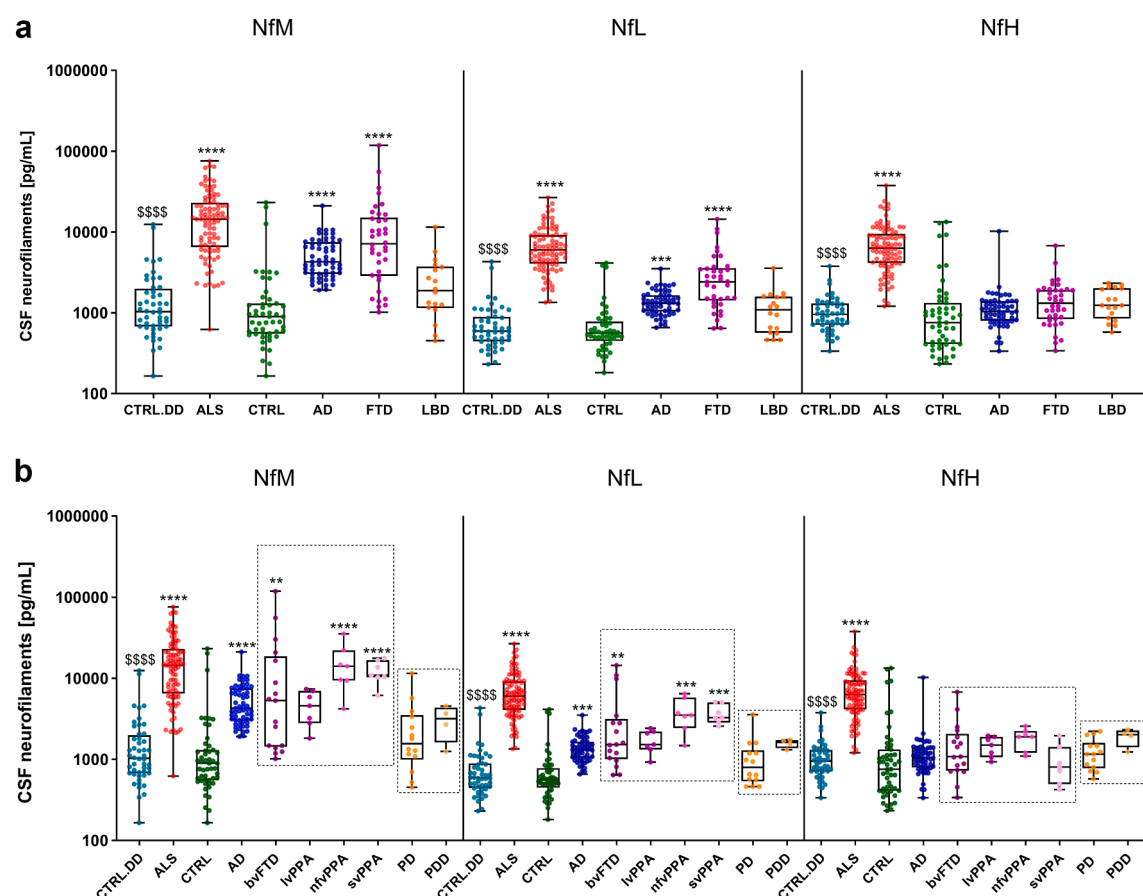 a
NfM NfL NfH
CSF neurofilaments [pg/mL]
1000000
100000
10000
1000
100
$$$$ **** **** ****
$$$$ **** *** ****
$$$$ ****
CTRL.DD ALS CTRL AD FTD LBD CTRL.DD ALS CTRL AD FTD LBD CTRL.DD ALS CTRL AD FTD LBD
b
NfM NfL NfH
CSF neurofilaments [pg/mL]
1000000
100000
10000
1000
100
$$$$ **** **** ** **** ****
$$$$ **** *** ** *** ***
$$$$ ****
CTRL.DD ALS CTRL AD bvFTD lvPPA nfvPPA svPPA PD PDD CTRL.DD ALS CTRL AD bvFTD lvPPA nfvPPA svPPA PD PDD CTRL.DD ALS CTRL AD bvFTD lvPPA nfvPPA svPPA PD PDD